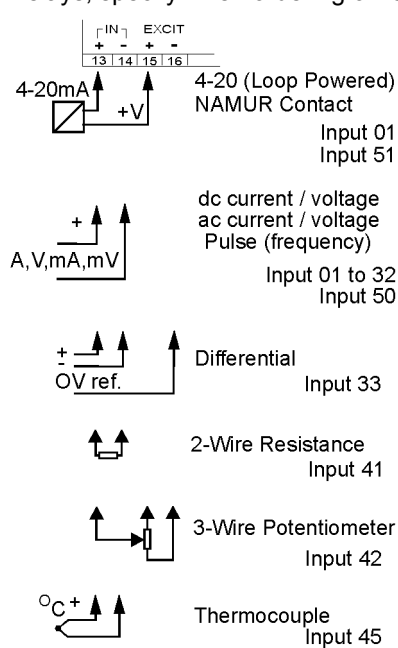 IN EXCIT
+ - + -
13 14 15 16
4-20mA
+V
4-20 (Loop Powered)
NAMUR Contact
Input 01
Input 51
dc current / voltage
ac current / voltage
Pulse (frequency)
+
A,V,mA,mV
Input 01 to 32
Input 50
+
-
OV ref.
Differential
Input 33
2-Wire Resistance
Input 41
3-Wire Potentiometer
Input 42
OC +
Thermocouple
Input 45